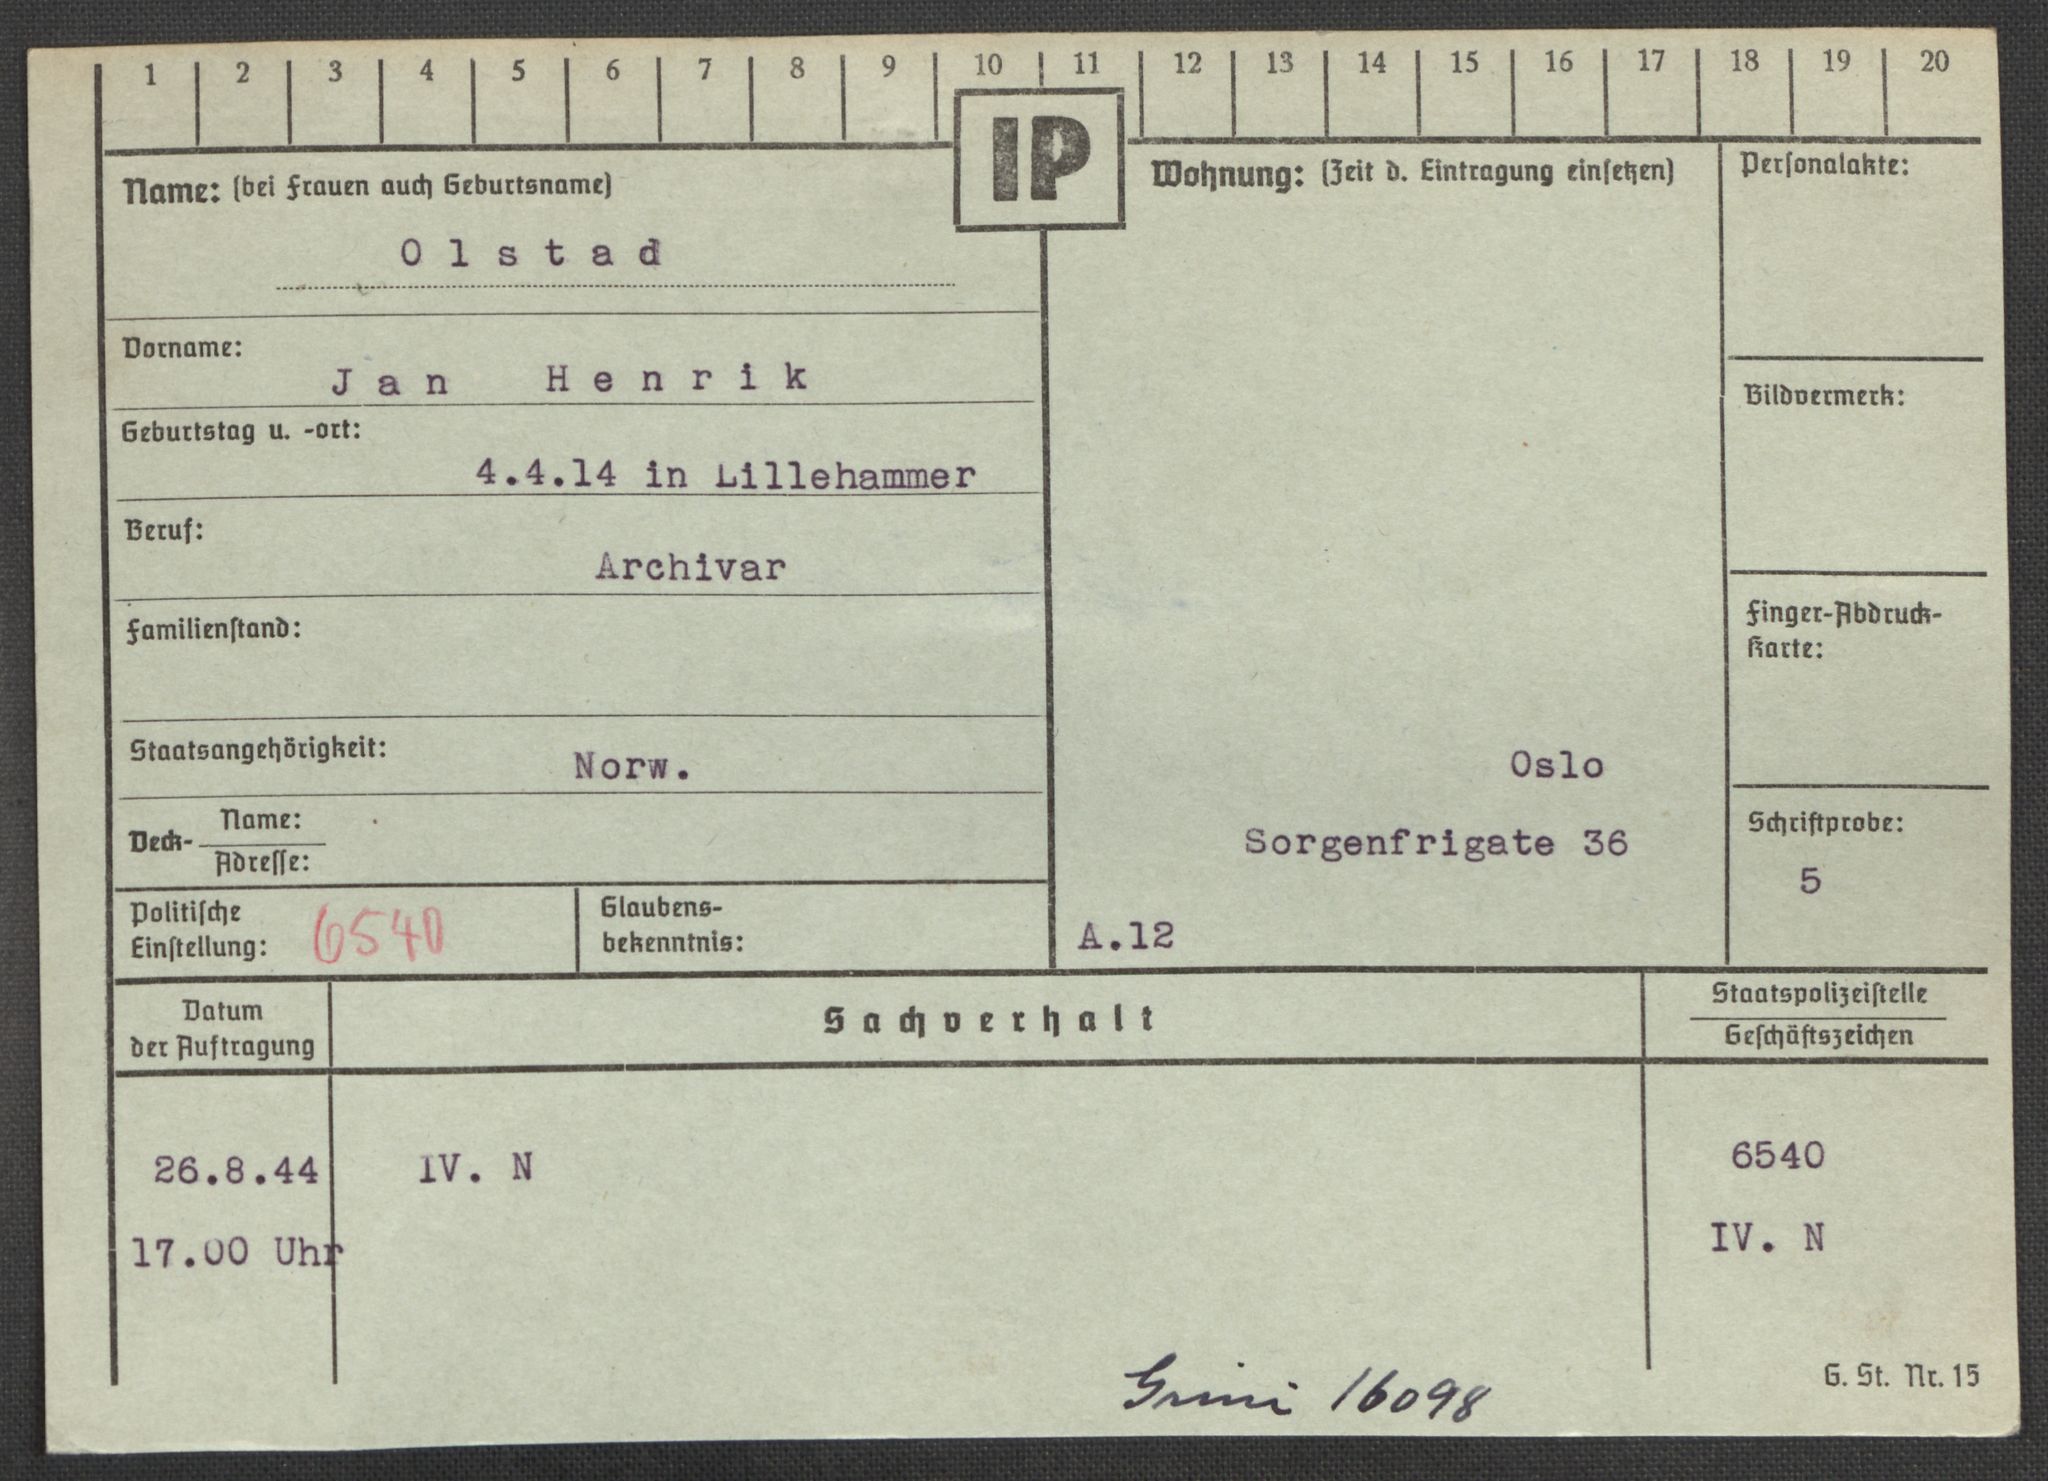 1 2 3 4 5 6 7 8 9 10 11 12 13 14 15 16 17 18 19 20
IP
Name: (bei Frauen auch Geburtsname)
Olstad
Vorname:
Jan Henrik
Geburtstag u. -ort:
4.4.14 in Lillehammer
Beruf:
Archivar
Familienstand:
Staatsangehörigkeit:
Norw.
Deck-
Name:
Adresse:
Politische
Einstellung:
6540
Glaubens-
bekenntnis:
Wohnung: (Zeit d. Eintragung einsetzen)
Oslo
Sorgenfrigate 36
A.12
Personalakte:
Bildvermerk:
Finger-Abdruck-
Karte:
Schriftprobe:
5
Datum
der Auftragung
Sachverhalt
Staatspolizeistelle
Geschäftszeichen
26.8.44 IV. N 6540
17.00 Uhr IV. N
Grini 16098
G. St. Nr. 15